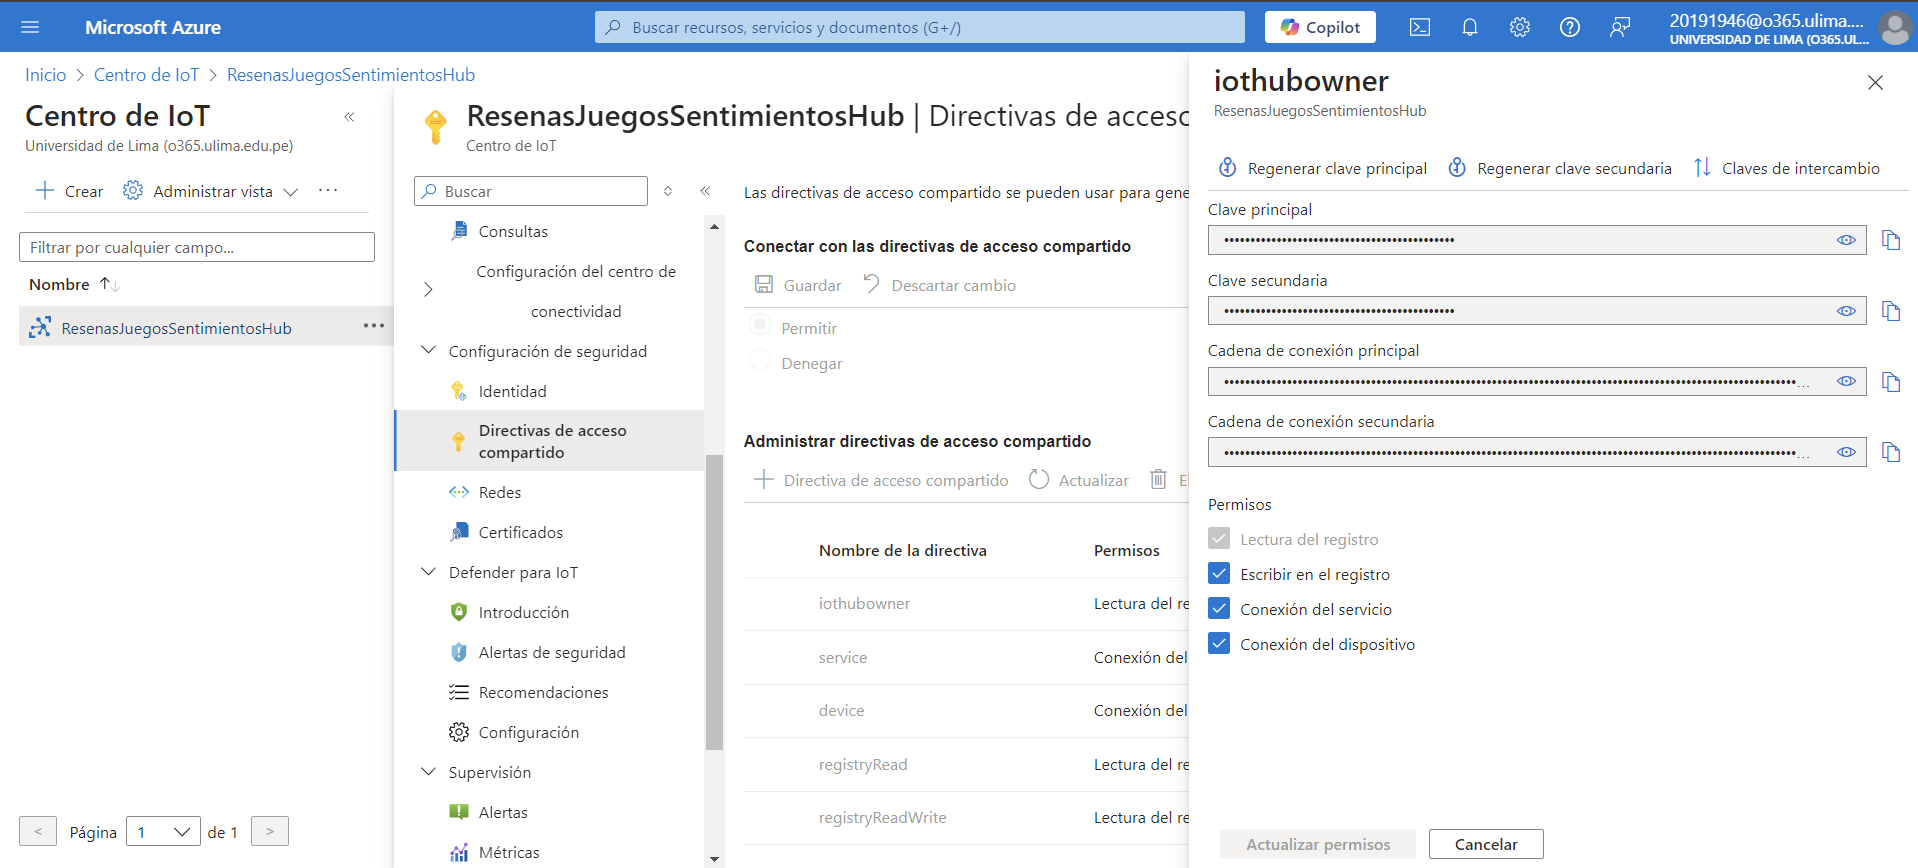 Microsoft Azure
Buscar recursos, servicios y documentos (G+/)
Copilot
20191946@o365.ulima....
UNIVERSIDAD DE LIMA (O365.UL...
Inicio > Centro de IoT > ResenasJuegosSentimientosHub
Centro de IoT
Universidad de Lima (o365.ulima.edu.pe)
Crear
Administrar vista
Filtrar por cualquier campo...
Nombre
ResenasJuegosSentimientosHub
< Página 1 de 1 >
ResenasJuegosSentimientosHub | Directivas de acceso
Centro de IoT
Buscar
Consultas
Configuración del centro de
conectividad
Configuración de seguridad
Identidad
Directivas de acceso
compartido
Redes
Certificados
Defender para IoT
Introducción
Alertas de seguridad
Recomendaciones
Configuración
Supervisión
Alertas
Métricas
Las directivas de acceso compartido se pueden usar para gene
Conectar con las directivas de acceso compartido
Guardar
Descartar cambio
Permitir
Denegar
Administrar directivas de acceso compartido
Directiva de acceso compartido
Actualizar
El
Nombre de la directiva
Permisos
iothubowner
Lectura del re
service
Conexión del
device
Conexión del
registryRead
Lectura del re
registryReadWrite
Lectura del re
iothubowner
ResenasJuegosSentimientosHub
Regenerar clave principal
Regenerar clave secundaria
Claves de intercambio
Clave principal
Clave secundaria
Cadena de conexión principal
Cadena de conexión secundaria
Permisos
Lectura del registro
Escribir en el registro
Conexión del servicio
Conexión del dispositivo
Actualizar permisos
Cancelar